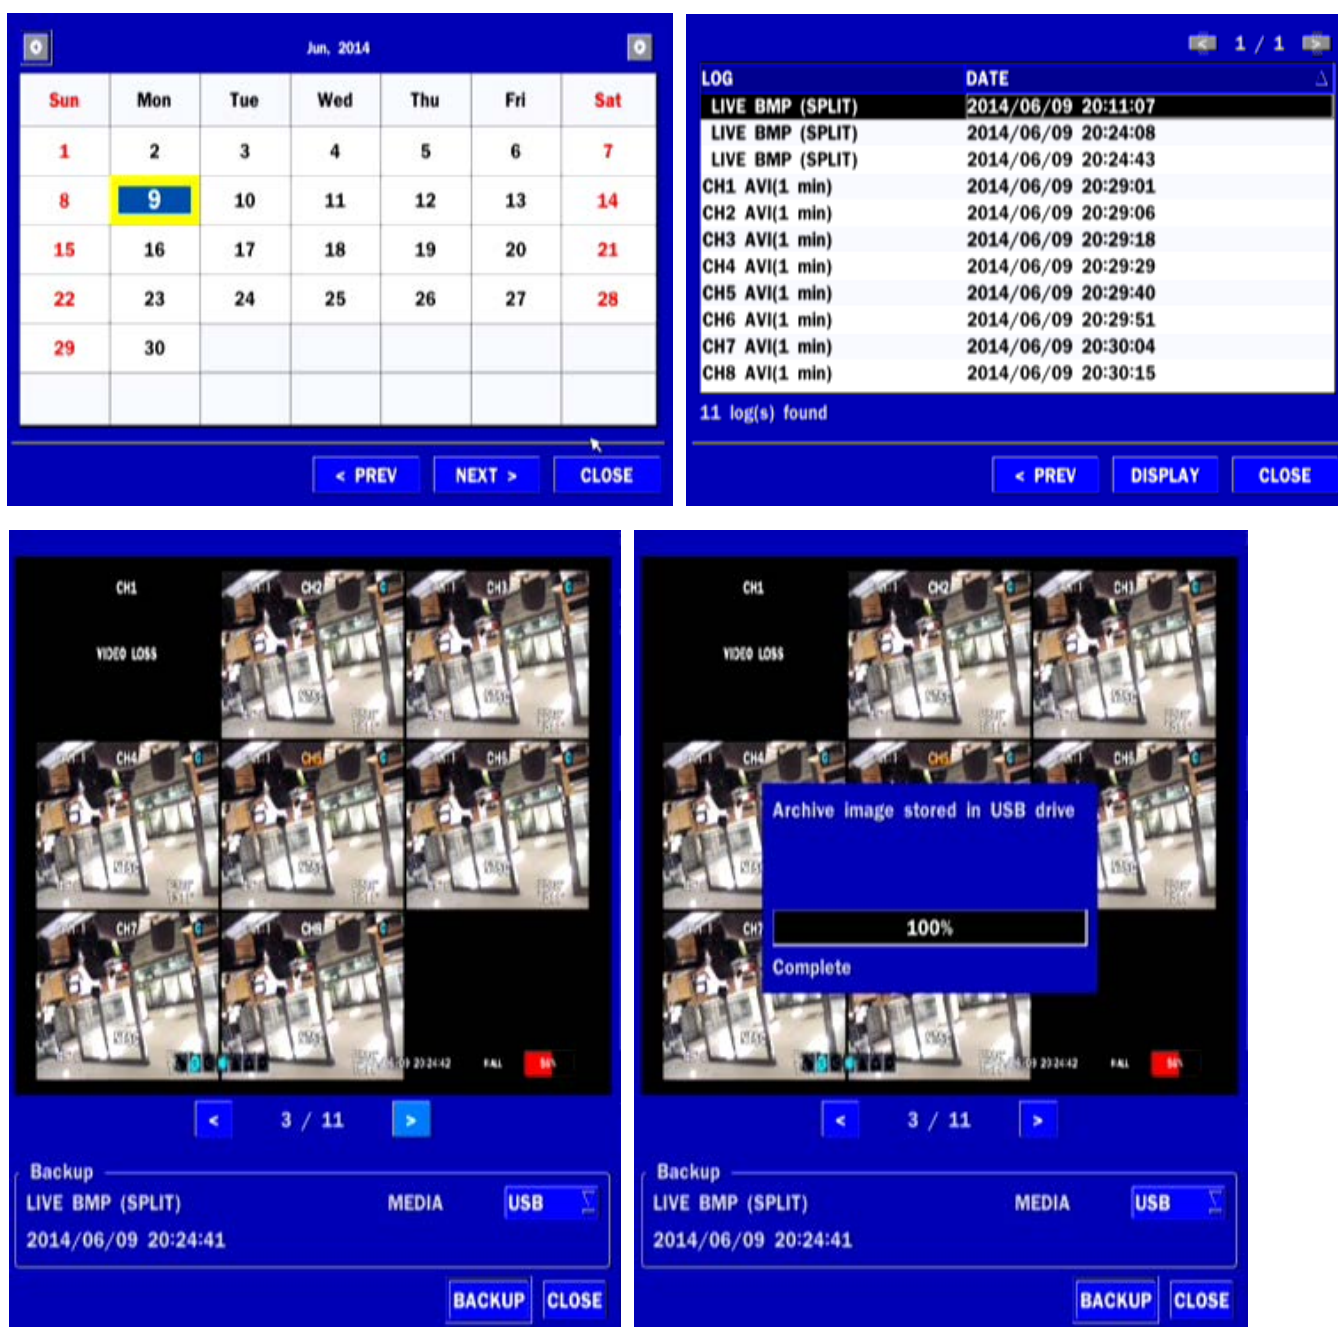 Jun, 2014
Sun Mon Tue Wed Thu Fri Sat
1 2 3 4 5 6 7
8 9 10 11 12 13 14
15 16 17 18 19 20 21
22 23 24 25 26 27 28
29 30
< PREV NEXT > CLOSE
< 1 / 1 >
LOG DATE
LIVE BMP (SPLIT) 2014/06/09 20:11:07
LIVE BMP (SPLIT) 2014/06/09 20:24:08
LIVE BMP (SPLIT) 2014/06/09 20:24:43
CH1 AVI(1 min) 2014/06/09 20:29:01
CH2 AVI(1 min) 2014/06/09 20:29:06
CH3 AVI(1 min) 2014/06/09 20:29:18
CH4 AVI(1 min) 2014/06/09 20:29:29
CH5 AVI(1 min) 2014/06/09 20:29:40
CH6 AVI(1 min) 2014/06/09 20:29:51
CH7 AVI(1 min) 2014/06/09 20:30:04
CH8 AVI(1 min) 2014/06/09 20:30:15
11 log(s) found
< PREV DISPLAY CLOSE
CH1 CH2 CH3
VIDEO LOSS
CH4 CH5 CH6
CH7 CH8
20:24:42
< 3 / 11 >
Backup
LIVE BMP (SPLIT) MEDIA USB
2014/06/09 20:24:41
BACKUP CLOSE
CH1 CH2 CH3
VIDEO LOSS
CH4 CH5 CH6
Archive image stored in USB drive
CH7
100%
Complete
20:24:42
< 3 / 11 >
Backup
LIVE BMP (SPLIT) MEDIA USB
2014/06/09 20:24:41
BACKUP CLOSE